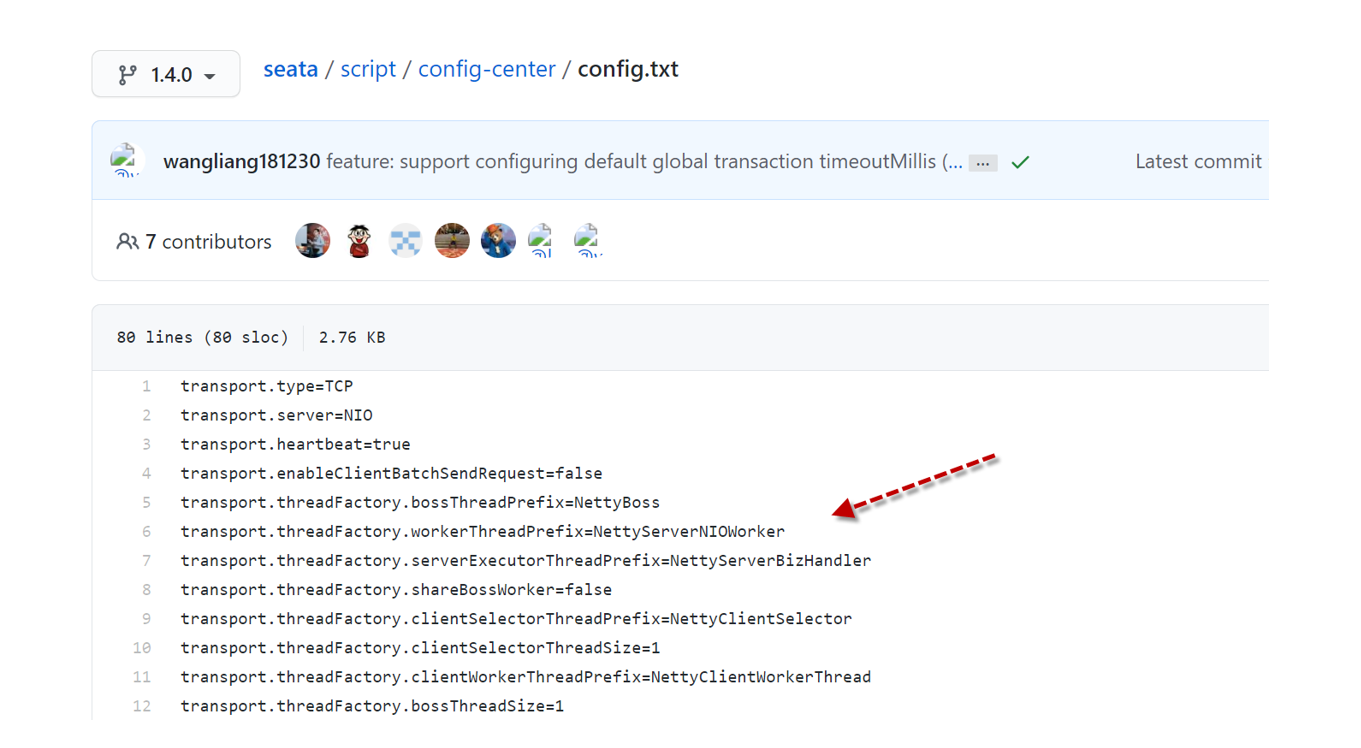 1.4.0 seata / script / config-center / config.txt
wangliang181230 feature: support configuring default global transaction timeoutMillis (... ... Latest commit
7 contributors
80 lines (80 sloc) 2.76 KB
1 transport.type=TCP
2 transport.server=NIO
3 transport.heartbeat=true
4 transport.enableClientBatchSendRequest=false
5 transport.threadFactory.bossThreadPrefix=NettyBoss
6 transport.threadFactory.workerThreadPrefix=NettyServerNIOWorker
7 transport.threadFactory.serverExecutorThreadPrefix=NettyServerBizHandler
8 transport.threadFactory.shareBossWorker=false
9 transport.threadFactory.clientSelectorThreadPrefix=NettyClientSelector
10 transport.threadFactory.clientSelectorThreadSize=1
11 transport.threadFactory.clientWorkerThreadPrefix=NettyClientWorkerThread
12 transport.threadFactory.bossThreadSize=1